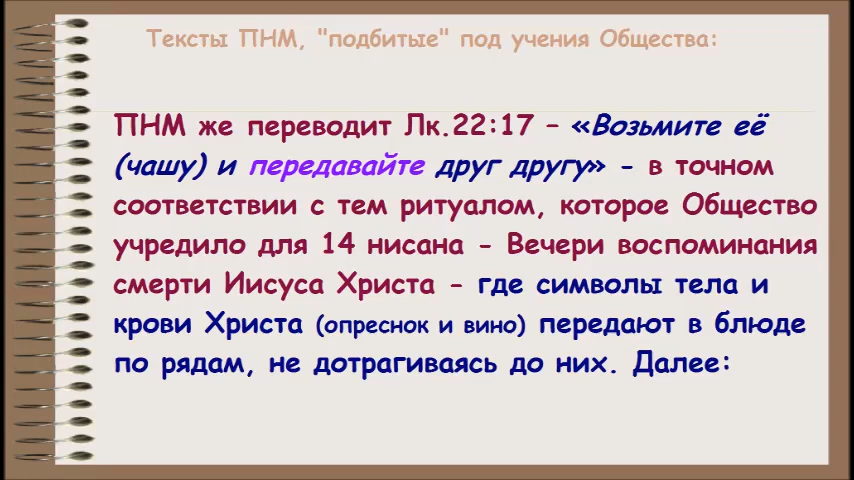 Тексты ПНМ, "подбитые" под учения Общества:
ПНМ же переводит Лк.22:17 – «Возьмите её
(чашу) и передавайте друг другу» - в точном
соответствии с тем ритуалом, которое Общество
учредило для 14 нисана - Вечери воспоминания
смерти Иисуса Христа - где символы тела и
крови Христа (опреснок и вино) передают в блюде
по рядам, не дотрагиваясь до них. Далее: